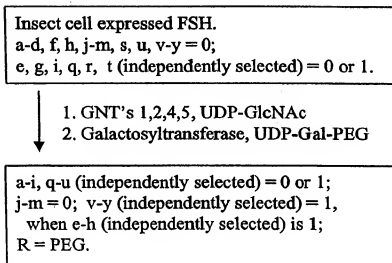 Insect cell expressed FSH.
a-d, f, h, j-m, s, u, v-y = 0;
e, g, i, q, r, t (independently selected) = 0 or 1.
1. GNT's 1,2,4,5, UDP-GlcNAc
2. Galactosyltransferase, UDP-Gal-PEG
a-i, q-u (independently selected) = 0 or 1;
j-m = 0; v-y (independently selected) = 1,
when e-h (independently selected) is 1;
R = PEG.